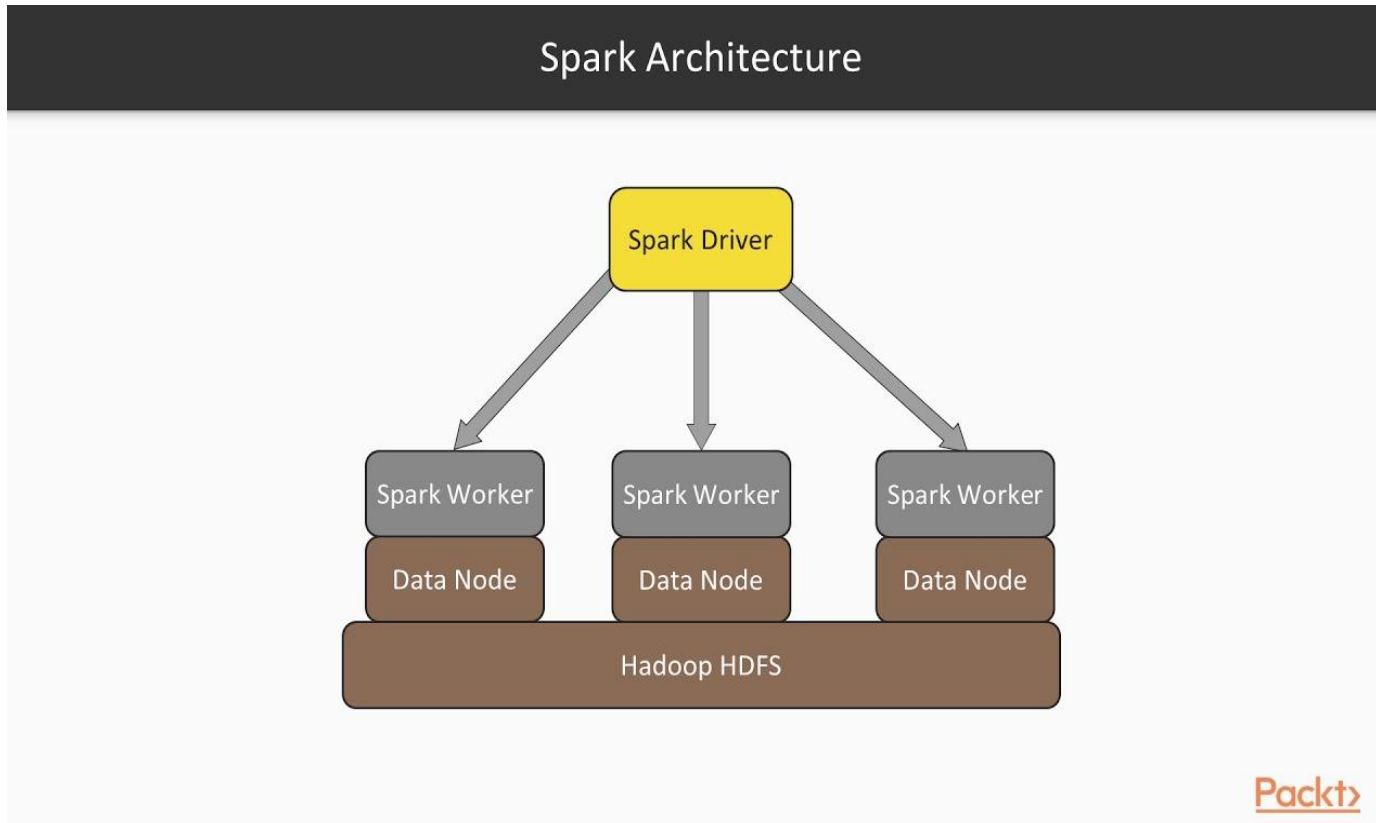 Spark Architecture
Spark Driver
Spark Worker
Spark Worker
Spark Worker
Data Node
Data Node
Data Node
Hadoop HDFS
Packt>